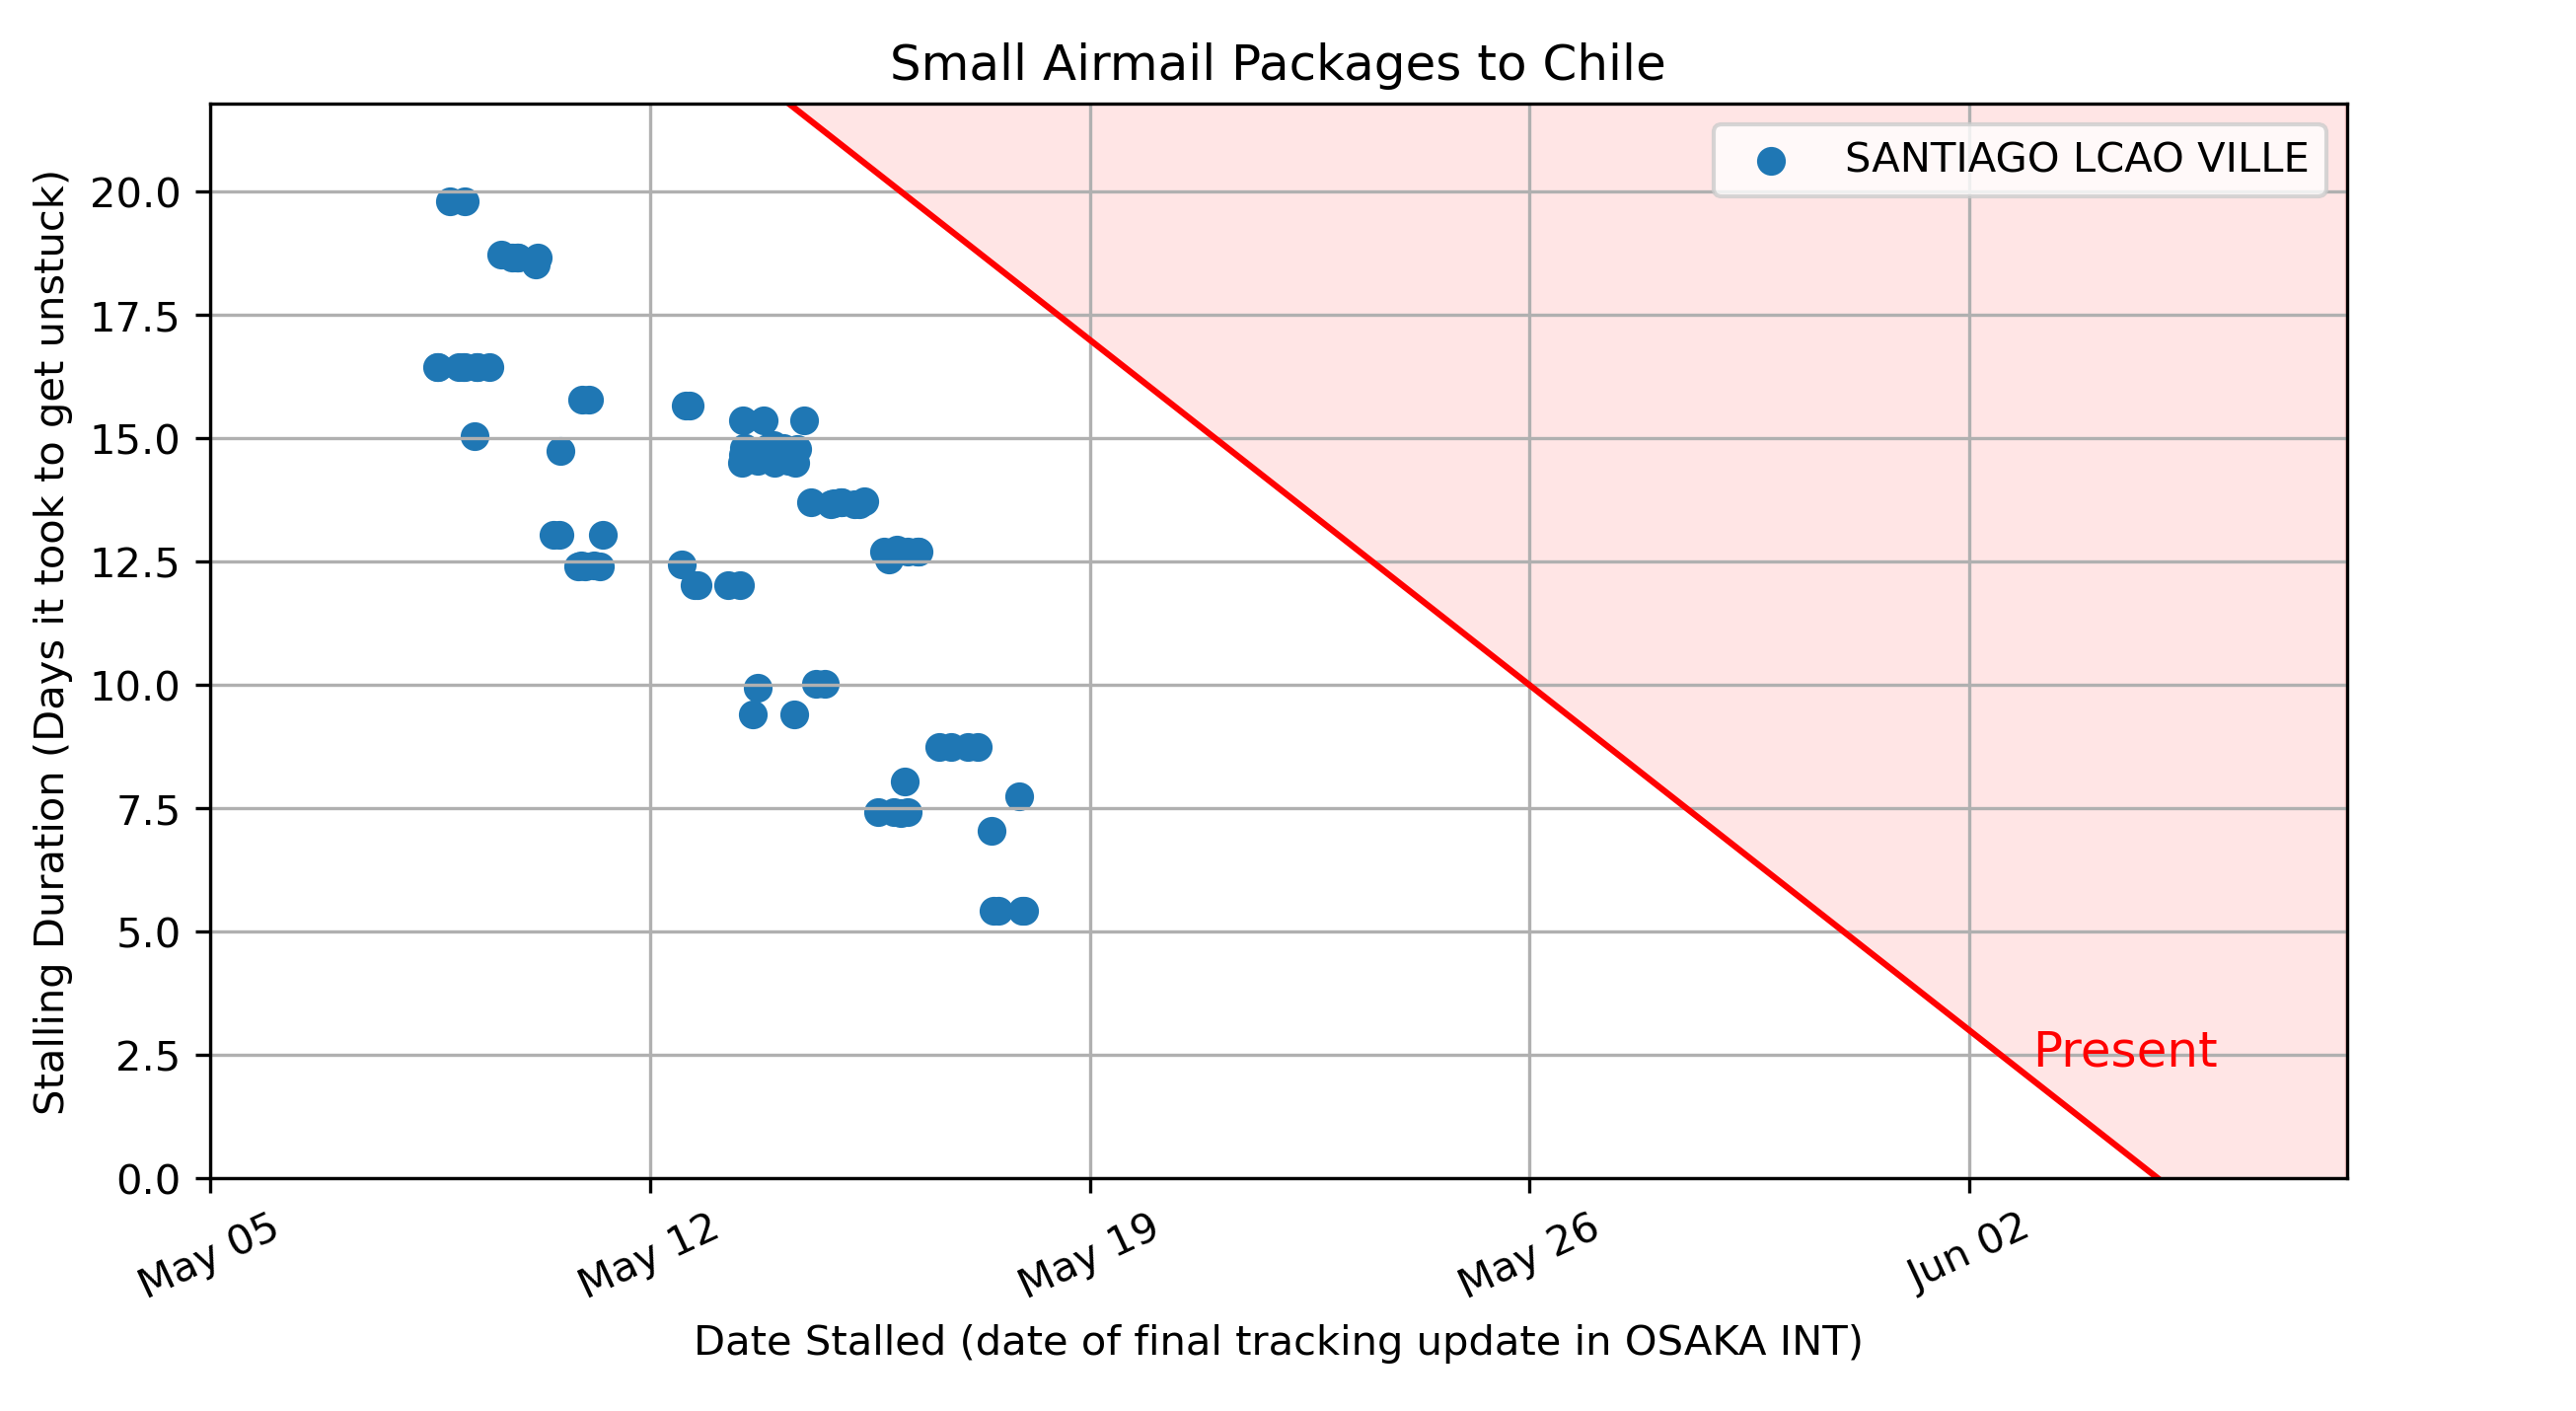 Small Airmail Packages to Chile
SANTIAGO LCAO VILLE
Stalling Duration (Days it took to get unstuck)
20.0
17.5
15.0
12.5
10.0
7.5
5.0
2.5
0.0
Present
May 05
May 12
May 19
May 26
Jun 02
Date Stalled (date of final tracking update in OSAKA INT)